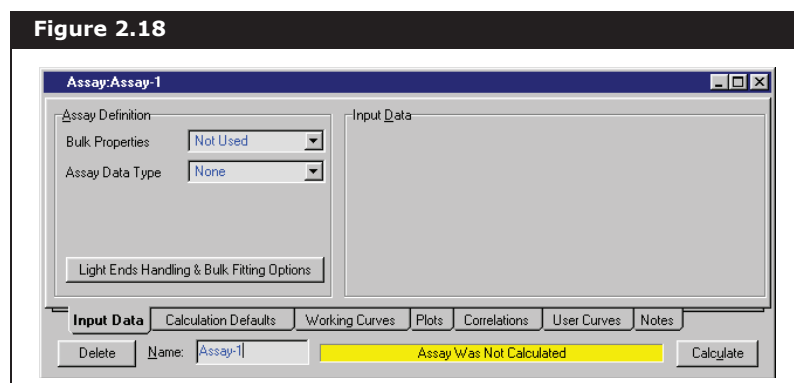 Figure 2.18
Assay:Assay-1
Assay Definition
Bulk Properties Not Used
Assay Data Type None
Light Ends Handling & Bulk Fitting Options
Input Data
Input Data Calculation Defaults Working Curves Plots Correlations User Curves Notes
Delete Name: Assay-1 Assay Was Not Calculated Calculate